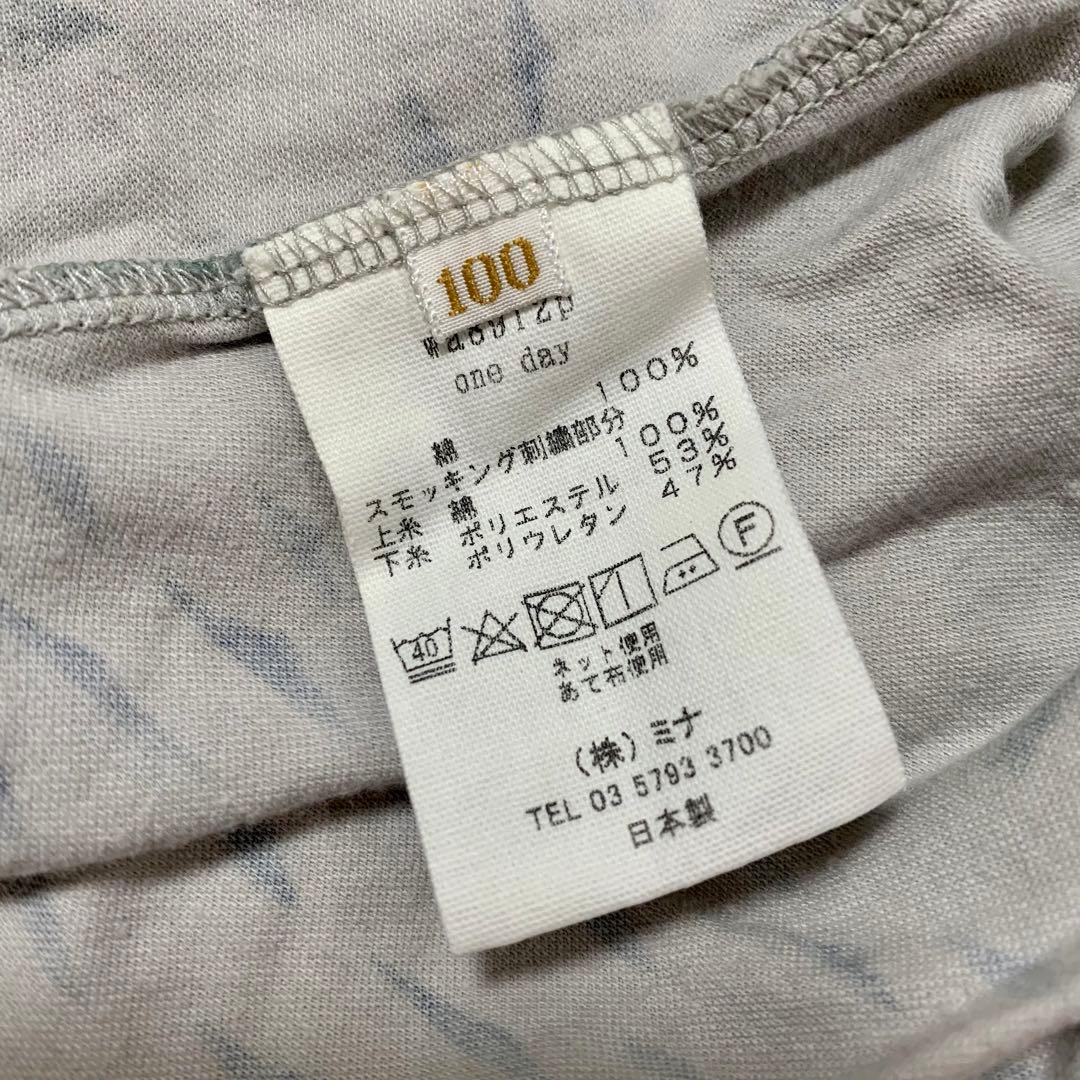 100
one day
綿 100%
スモッキング刺繍部分
上糸 綿 100%
下糸 ポリエステル 53%
ポリウレタン 47%
40 F
ネット使用
あて布使用
(株)ミナ
TEL 03 5793 3700
日本製